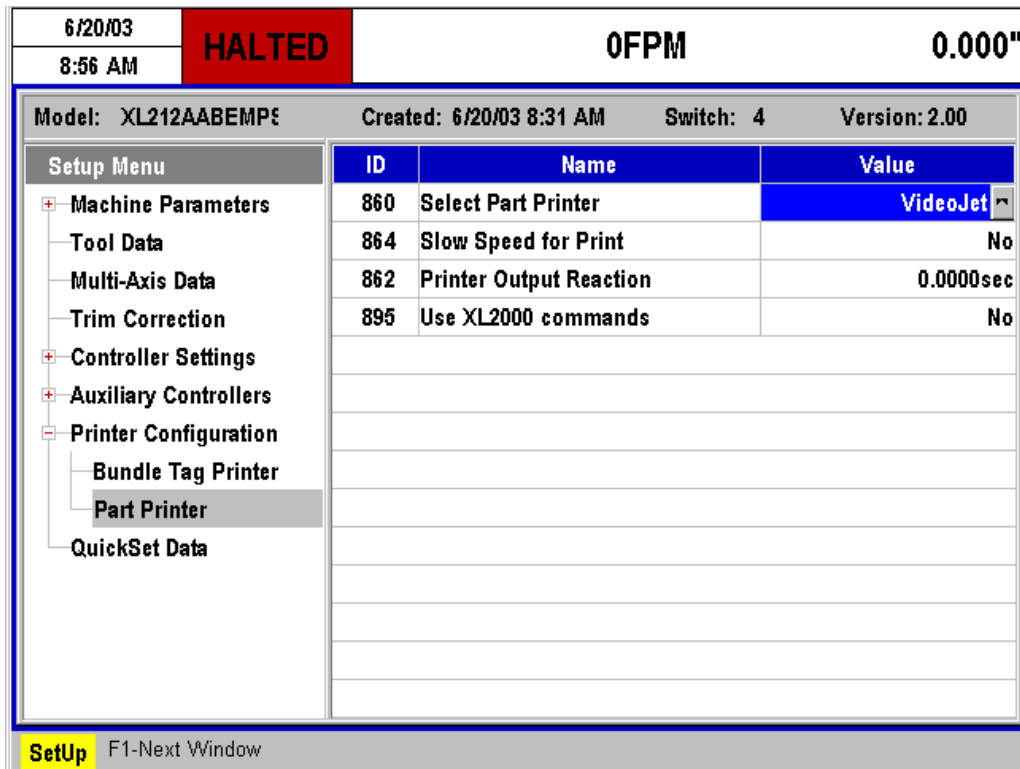 6/20/03
8:56 AM
HALTED
0FPM
0.000"
Model: XL212AABEMPS Created: 6/20/03 8:31 AM Switch: 4 Version: 2.00
Setup Menu
Machine Parameters
Tool Data
Multi-Axis Data
Trim Correction
Controller Settings
Auxiliary Controllers
Printer Configuration
Bundle Tag Printer
Part Printer
QuickSet Data
ID Name Value
860 Select Part Printer VideoJet
864 Slow Speed for Print No
862 Printer Output Reaction 0.0000sec
895 Use XL2000 commands No
SetUp F1-Next Window